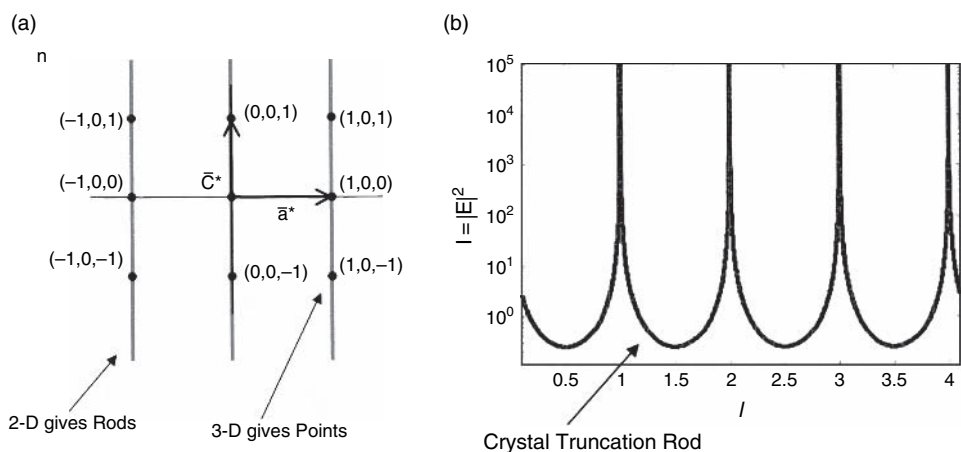 (a)
n
(−1,0,1)
(0,0,1)
(1,0,1)
(−1,0,0)
C̄*
(1,0,0)
ā*
(−1,0,−1)
(0,0,−1)
(1,0,−1)
2-D gives Rods
3-D gives Points
(b)
10⁵
10⁴
10³
10²
10¹
10⁰
I = |E|²
0.5 1 1.5 2 2.5 3 3.5 4
l
Crystal Truncation Rod